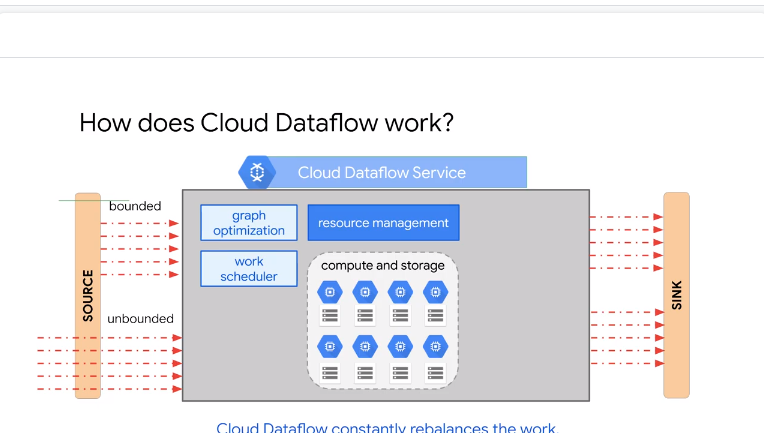 How does Cloud Dataflow work?
Cloud Dataflow Service
bounded
graph
optimization
resource management
work
scheduler
compute and storage
SOURCE
SINK
unbounded
Cloud Dataflow constantly rebalances the work.